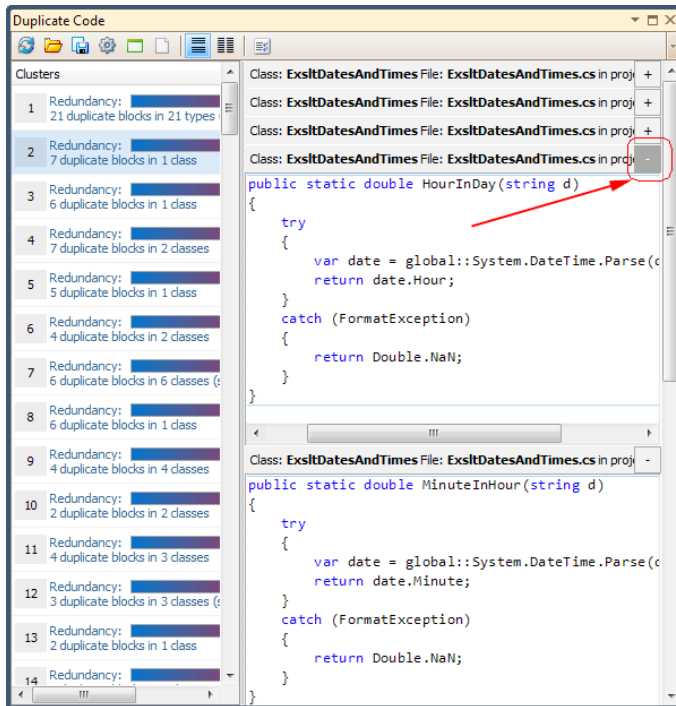 Duplicate Code
Clusters
1
Redundancy:
21 duplicate blocks in 21 types
2
Redundancy:
7 duplicate blocks in 1 class
3
Redundancy:
6 duplicate blocks in 1 class
4
Redundancy:
7 duplicate blocks in 2 classes
5
Redundancy:
5 duplicate blocks in 1 class
6
Redundancy:
4 duplicate blocks in 2 classes
7
Redundancy:
6 duplicate blocks in 6 classes (s
8
Redundancy:
6 duplicate blocks in 1 class
9
Redundancy:
4 duplicate blocks in 4 classes
10
Redundancy:
2 duplicate blocks in 2 classes
11
Redundancy:
4 duplicate blocks in 3 classes
12
Redundancy:
3 duplicate blocks in 3 classes (s
13
Redundancy:
2 duplicate blocks in 1 class
14
Redundancy:
Class: ExsltDatesAndTimes File: ExsltDatesAndTimes.cs in proj +
Class: ExsltDatesAndTimes File: ExsltDatesAndTimes.cs in proj +
Class: ExsltDatesAndTimes File: ExsltDatesAndTimes.cs in proj +
Class: ExsltDatesAndTimes File: ExsltDatesAndTimes.cs in proj -
public static double HourInDay(string d)
{
try
{
var date = global::System.DateTime.Parse(d
return date.Hour;
}
catch (FormatException)
{
return Double.NaN;
}
}
Class: ExsltDatesAndTimes File: ExsltDatesAndTimes.cs in proj -
public static double MinuteInHour(string d)
{
try
{
var date = global::System.DateTime.Parse(d
return date.Minute;
}
catch (FormatException)
{
return Double.NaN;
}
}